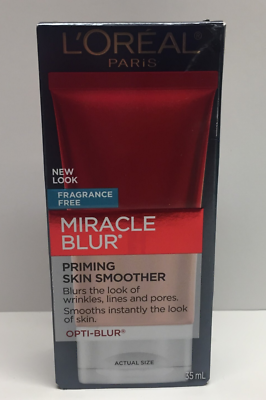 L'ORÉAL
PARIS
NEW
LOOK
FRAGRANCE
FREE
MIRACLE
BLUR®
PRIMING
SKIN SMOOTHER
Blurs the look of
wrinkles, lines and pores.
Smooths instantly the look
of skin.
OPTI-BLUR®
ACTUAL SIZE
35 mL